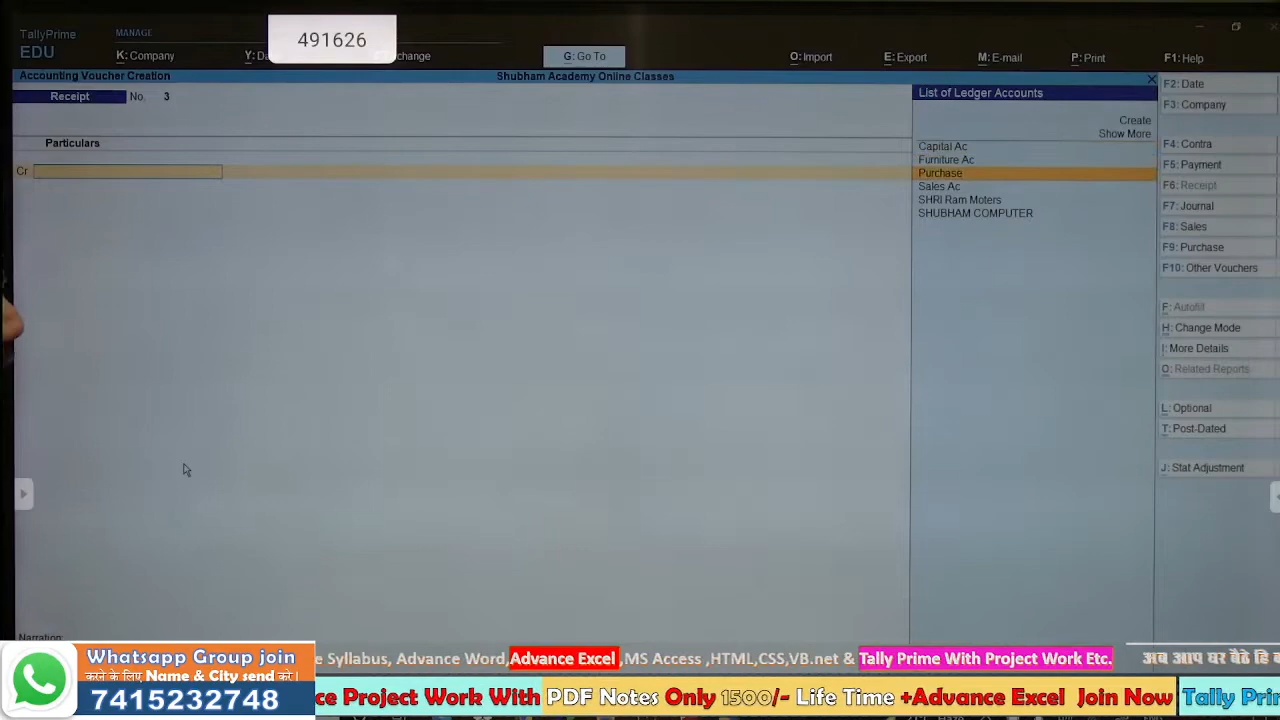 TallyPrime
EDU
MANAGE
491626
K: Company
Y: Da
change
G: Go To
O: Import
E: Export
M: E-mail
P: Print
F1: Help
Accounting Voucher Creation
Shubham Academy Online Classes
Receipt No. 3
Particulars
Cr
List of Ledger Accounts
Create
Show More
Capital Ac
Furniture Ac
Purchase
Sales Ac
SHRI Ram Moters
SHUBHAM COMPUTER
F2: Date
F3: Company
F4: Contra
F5: Payment
F6: Receipt
F7: Journal
F8: Sales
F9: Purchase
F10: Other Vouchers
F: Autofill
H: Change Mode
I: More Details
O: Related Reports
L: Optional
T: Post-Dated
J: Stat Adjustment
Narration:
Whatsapp Group join
करने के लिए Name & City send करे।
7415232748
e Syllabus, Advance Word,Advance Excel ,MS Access ,HTML,CSS,VB.net & Tally Prime With Project Work Etc.
अब आप घर बैठे
ce Project Work With PDF Notes Only 1500/- Life Time +Advance Excel Join Now Tally Pri